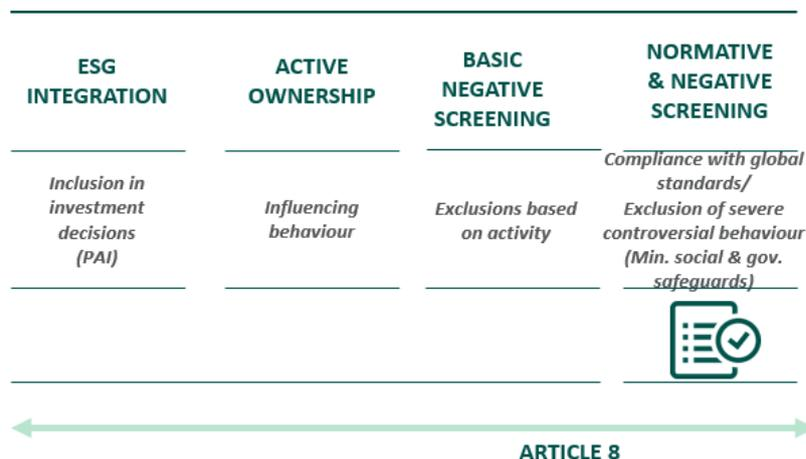 ESG
INTEGRATION
ACTIVE
OWNERSHIP
BASIC
NEGATIVE
SCREENING
NORMATIVE
& NEGATIVE
SCREENING
Inclusion in
investment
decisions
(PAI)
Influencing
behaviour
Exclusions based
on activity
Compliance with global
standards/
Exclusion of severe
controversial behaviour
(Min. social & gov.
safeguards)
ARTICLE 8